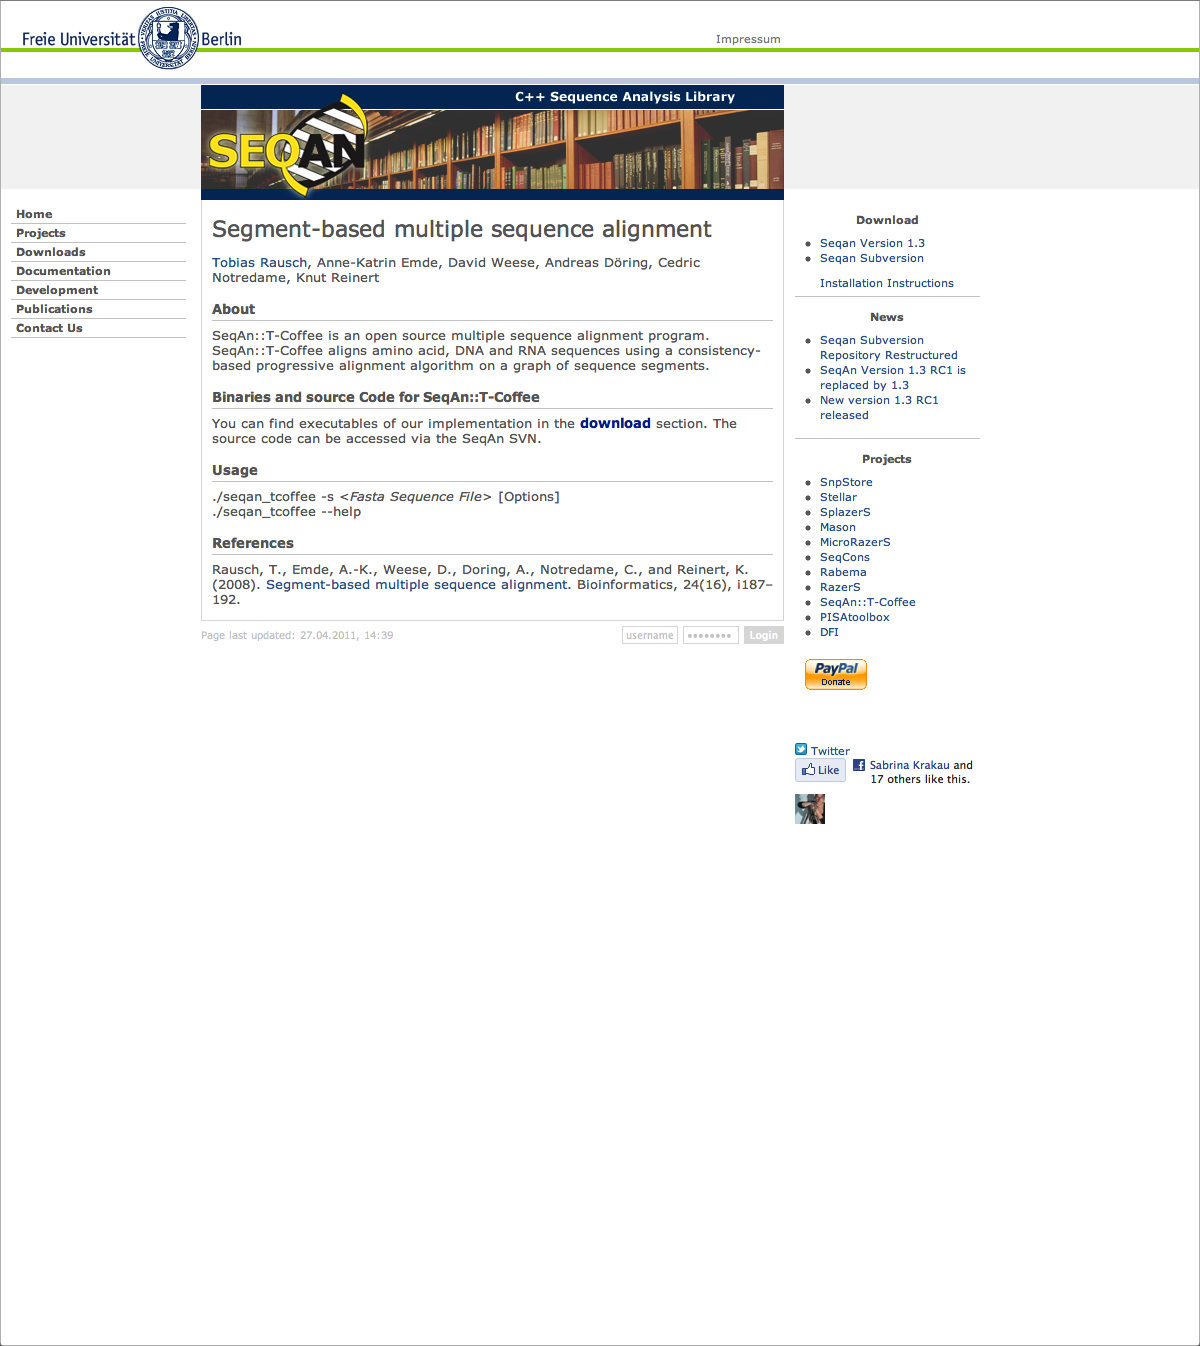 Freie Universität Berlin
Impressum
C++ Sequence Analysis Library
SEQAN
Home
Projects
Downloads
Documentation
Development
Publications
Contact Us
Segment-based multiple sequence alignment
Tobias Rausch, Anne-Katrin Emde, David Weese, Andreas Döring, Cedric
Notredame, Knut Reinert
About
SeqAn::T-Coffee is an open source multiple sequence alignment program.
SeqAn::T-Coffee aligns amino acid, DNA and RNA sequences using a consistency-
based progressive alignment algorithm on a graph of sequence segments.
Binaries and source Code for SeqAn::T-Coffee
You can find executables of our implementation in the download section. The
source code can be accessed via the SeqAn SVN.
Usage
./seqan_tcoffee -s <Fasta Sequence File> [Options]
./seqan_tcoffee --help
References
Rausch, T., Emde, A.-K., Weese, D., Doring, A., Notredame, C., and Reinert, K.
(2008). Segment-based multiple sequence alignment. Bioinformatics, 24(16), i187–
192.
Page last updated: 27.04.2011, 14:39
username •••••••• Login
Download
Seqan Version 1.3
Seqan Subversion
Installation Instructions
News
Seqan Subversion
Repository Restructured
SeqAn Version 1.3 RC1 is
replaced by 1.3
New version 1.3 RC1
released
Projects
SnpStore
Stellar
SplazerS
Mason
MicroRazerS
SeqCons
Rabema
RazerS
SeqAn::T-Coffee
PISAtoolbox
DFI
PayPal
Donate
Twitter
Like
Sabrina Krakau and
17 others like this.